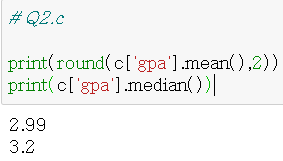 # Q2.c
print(round(c['gpa'].mean(),2))
print(c['gpa'].median())
2.99
3.2